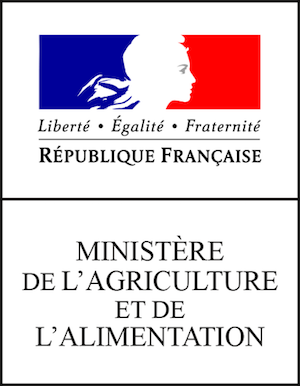 Liberté • Égalité • Fraternité
RÉPUBLIQUE FRANÇAISE
MINISTÈRE
DE L'AGRICULTURE
ET DE
L'ALIMENTATION